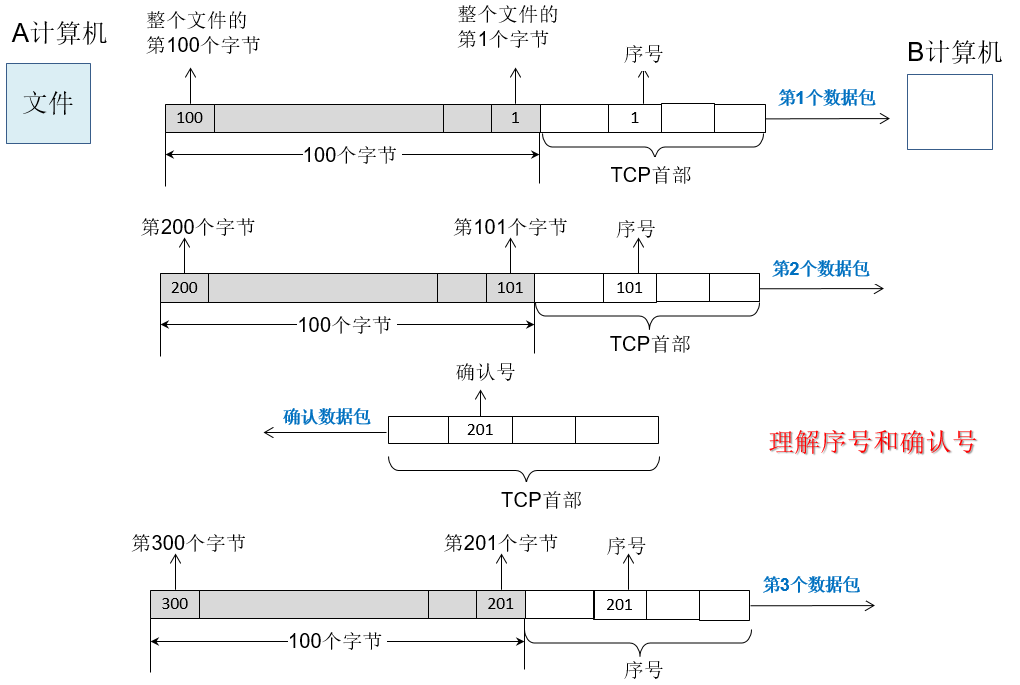 A计算机
文件
整个文件的
第100个字节
整个文件的
第1个字节
序号
B计算机
100
1
1
第1个数据包
100个字节
TCP首部
第200个字节
第101个字节
序号
200
101
101
第2个数据包
100个字节
TCP首部
确认号
确认数据包
201
理解序号和确认号
TCP首部
第300个字节
第201个字节
序号
300
201
201
第3个数据包
100个字节
序号